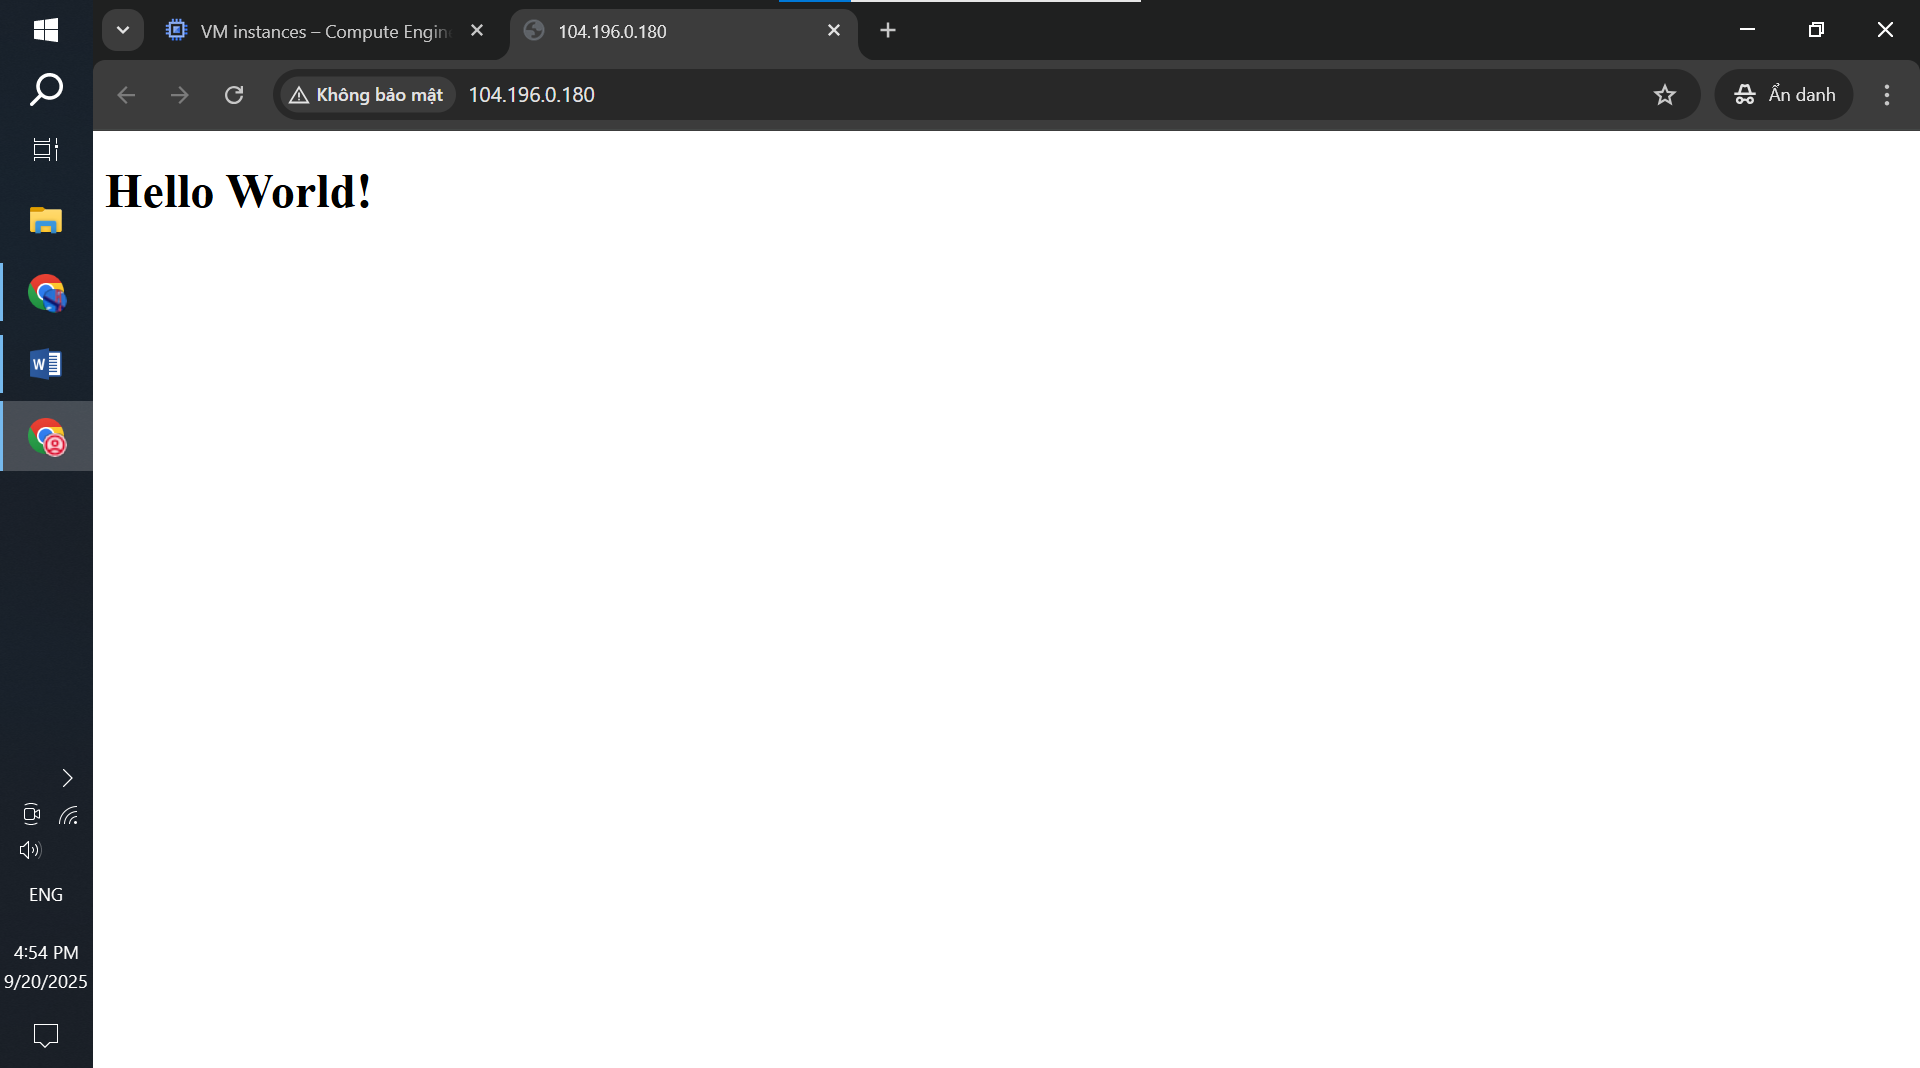 VM instances – Compute Engin
104.196.0.180
Không bảo mật
104.196.0.180
Ẩn danh
Hello World!
W
ENG
4:54 PM
9/20/2025